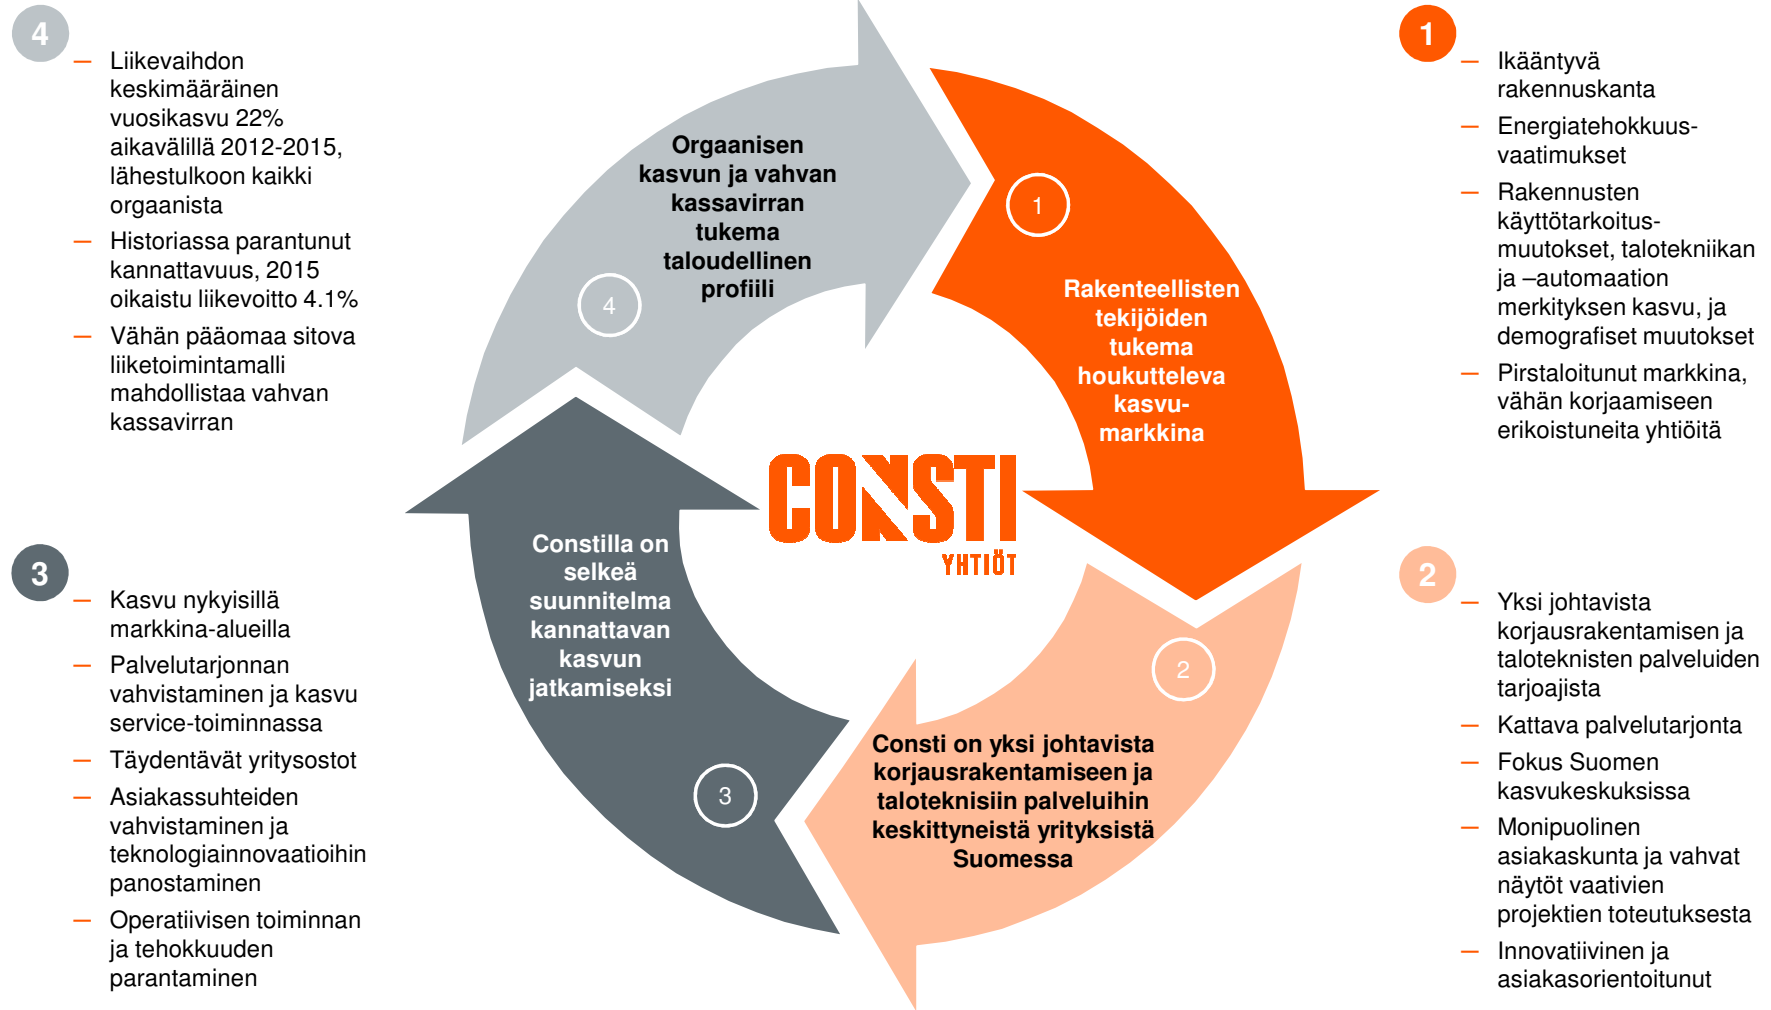 4
Liikevaihdon
keskimääräinen
vuosikasvu 22%
aikavälillä 2012-2015,
lähestulkoon kaikki
orgaanista
Historiassa parantunut
kannattavuus, 2015
oikaistu liikevoitto 4.1%
Vähän pääomaa sitova
liiketoimintamalli
mahdollistaa vahvan
kassavirran
Orgaanisen
kasvun ja vahvan
kassavirran
tukema
taloudellinen
profiili
4
1
Rakenteellisten
tekijöiden
tukema
houkutteleva
kasvu-
markkina
1
Ikääntyvä
rakennuskanta
Energiatehokkuus-
vaatimukset
Rakennusten
käyttötarkoitus-
muutokset, talotekniikan
ja –automaation
merkityksen kasvu, ja
demografiset muutokset
Pirstaloitunut markkina,
vähän korjaamiseen
erikoistuneita yhtiöitä
CONSTI
YHTIÖT
3
Kasvu nykyisillä
markkina-alueilla
Palvelutarjonnan
vahvistaminen ja kasvu
service-toiminnassa
Täydentävät yritysostot
Asiakassuhteiden
vahvistaminen ja
teknologiainnovaatioihin
panostaminen
Operatiivisen toiminnan
ja tehokkuuden
parantaminen
Constilla on
selkeä
suunnitelma
kannattavan
kasvun
jatkamiseksi
3
2
Consti on yksi johtavista
korjausrakentamiseen ja
taloteknisiin palveluihin
keskittyneistä yrityksistä
Suomessa
2
Yksi johtavista
korjausrakentamisen ja
taloteknisten palveluiden
tarjoajista
Kattava palvelutarjonta
Fokus Suomen
kasvukeskuksissa
Monipuolinen
asiakaskunta ja vahvat
näytöt vaativien
projektien toteutuksesta
Innovatiivinen ja
asiakasorientoitunut